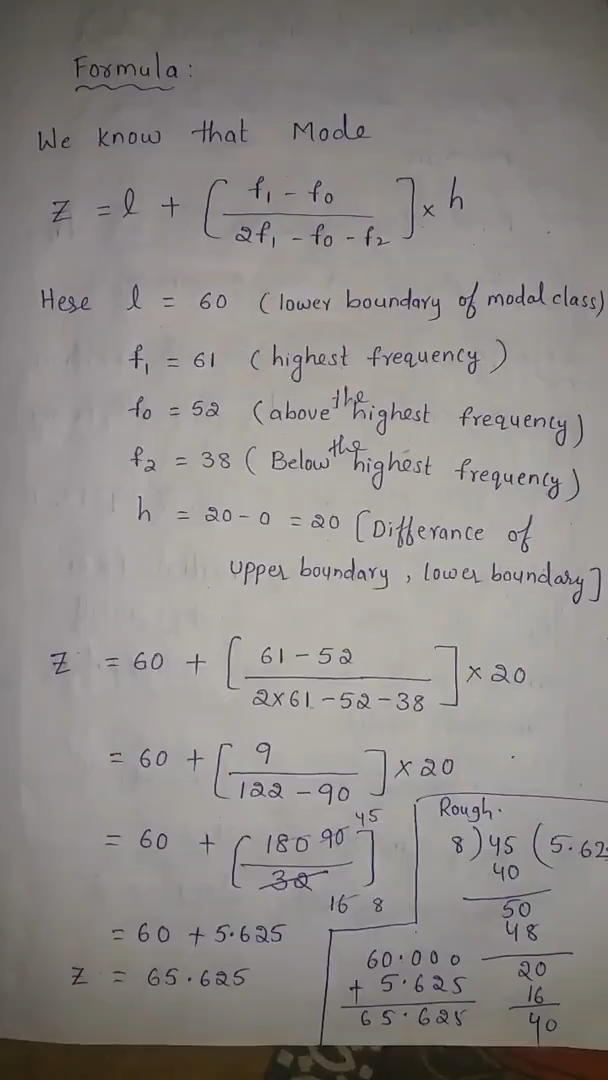 Formula:
We know that Mode
Z = l + [ f₁ - f₀ / 2f₁ - f₀ - f₂ ] × h
Here l = 60 (lower boundary of modal class)
f₁ = 61 (highest frequency)
f₀ = 52 (above the highest frequency)
f₂ = 38 (Below the highest frequency)
h = 20-0 = 20 [Differance of
upper boundary, lower boundary]
Z = 60 + [ 61-52 / 2×61-52-38 ] × 20
= 60 + [ 9 / 122-90 ] × 20
= 60 + [ 180 90 45 / 32 16 8 ]
= 60 + 5.625
Z = 65.625
Rough.
8) 45 (5.62
40
50
48
20
16
40
60.000
+ 5.625
65.625